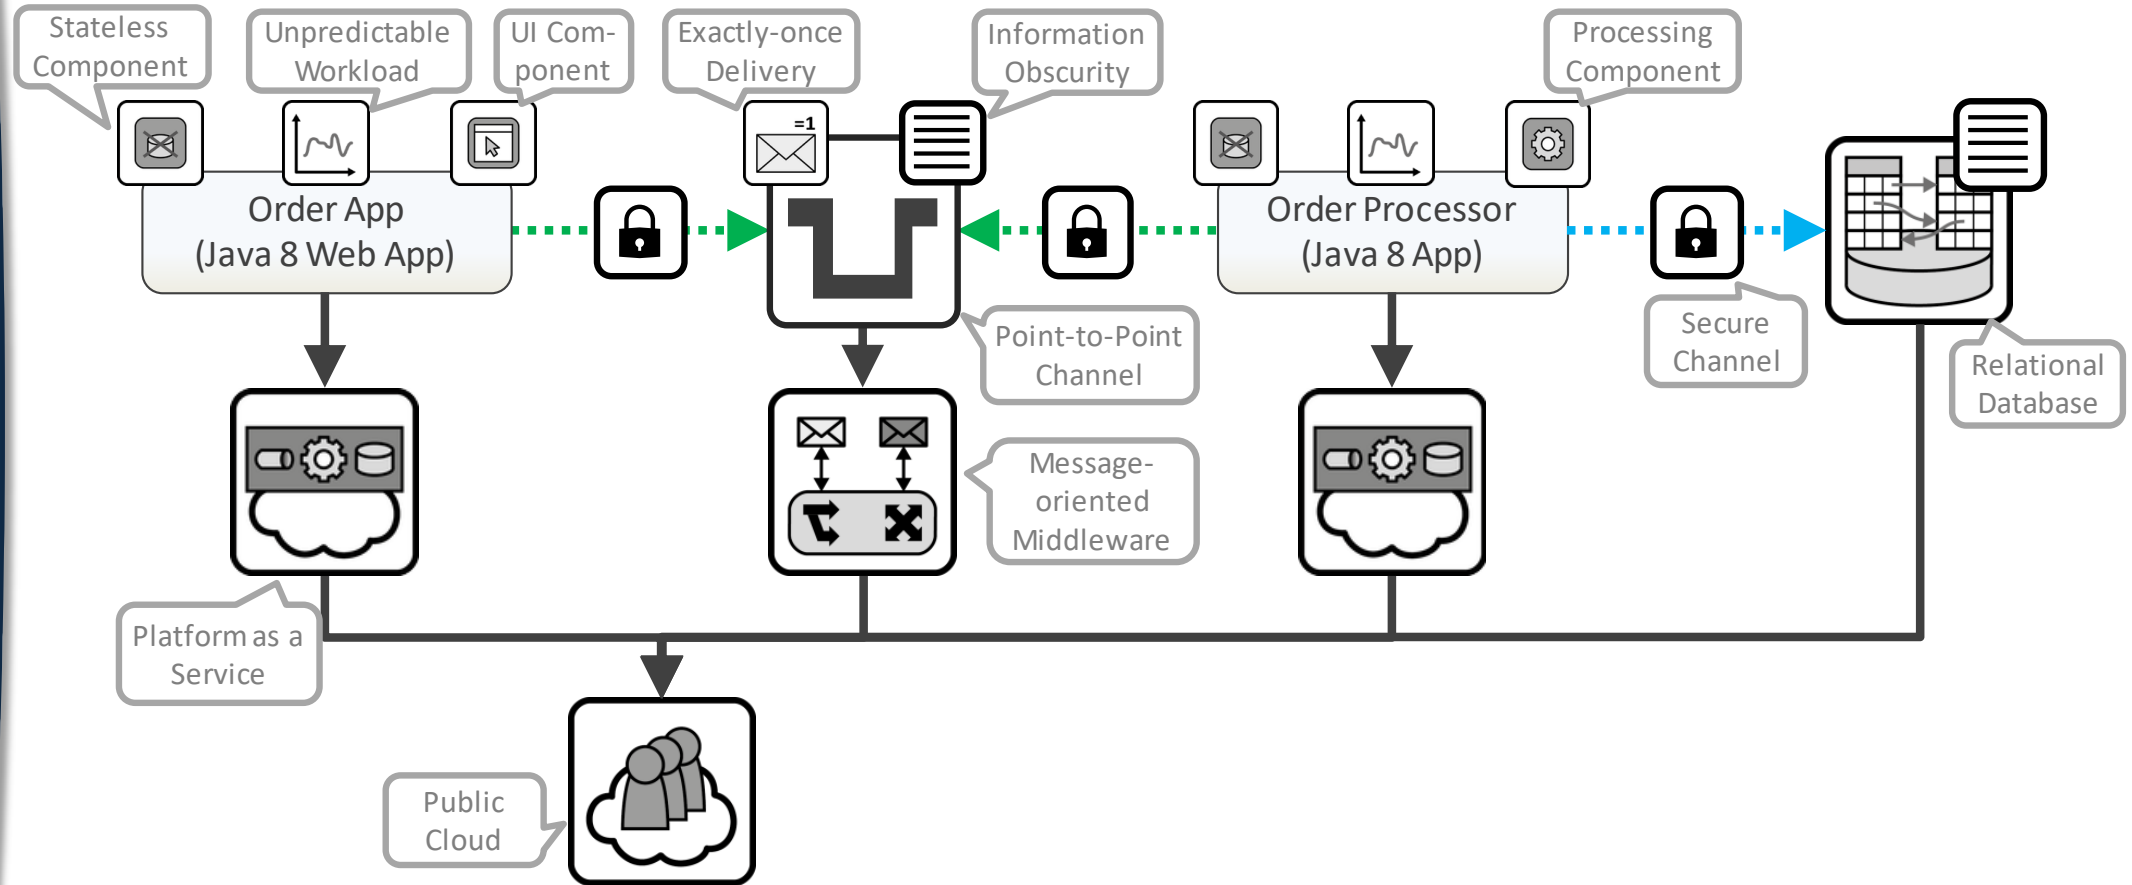 Stateless
Component
Unpredictable
Workload
UI Com-
ponent
Exactly-once
Delivery
Information
Obscurity
Processing
Component
=1
Order App
(Java 8 Web App)
Order Processor
(Java 8 App)
Point-to-Point
Channel
Secure
Channel
Relational
Database
Message-
oriented
Middleware
Platform as a
Service
Public
Cloud